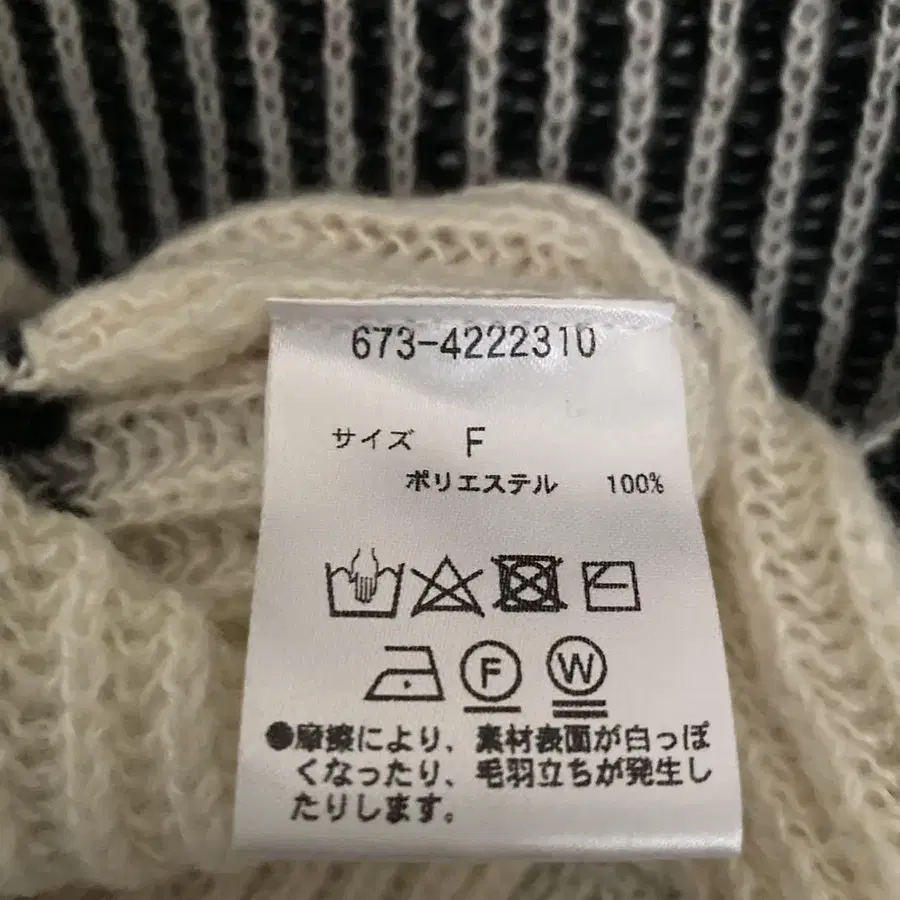 673-4222310
サイズ F
ポリエステル 100%
F W
●摩擦により、素材表面が白っぽ
くなったり、毛羽立ちが発生し
たりします。